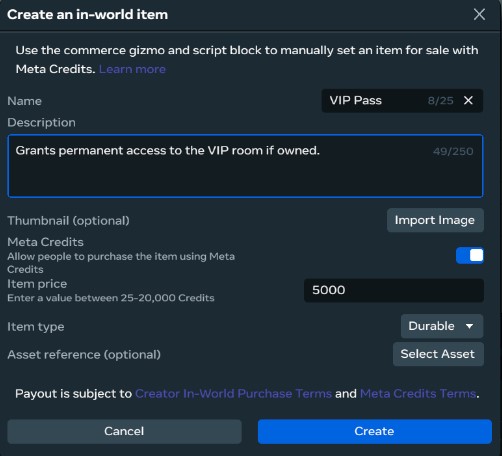 Create an in-world item
Use the commerce gizmo and script block to manually set an item for sale with
Meta Credits. Learn more
Name
VIP Pass 8/25
Description
Grants permanent access to the VIP room if owned. 49/250
Thumbnail (optional)
Import Image
Meta Credits
Allow people to purchase the item using Meta
Credits
Item price
Enter a value between 25-20,000 Credits
5000
Item type
Durable
Asset reference (optional)
Select Asset
Payout is subject to Creator In-World Purchase Terms and Meta Credits Terms.
Cancel
Create